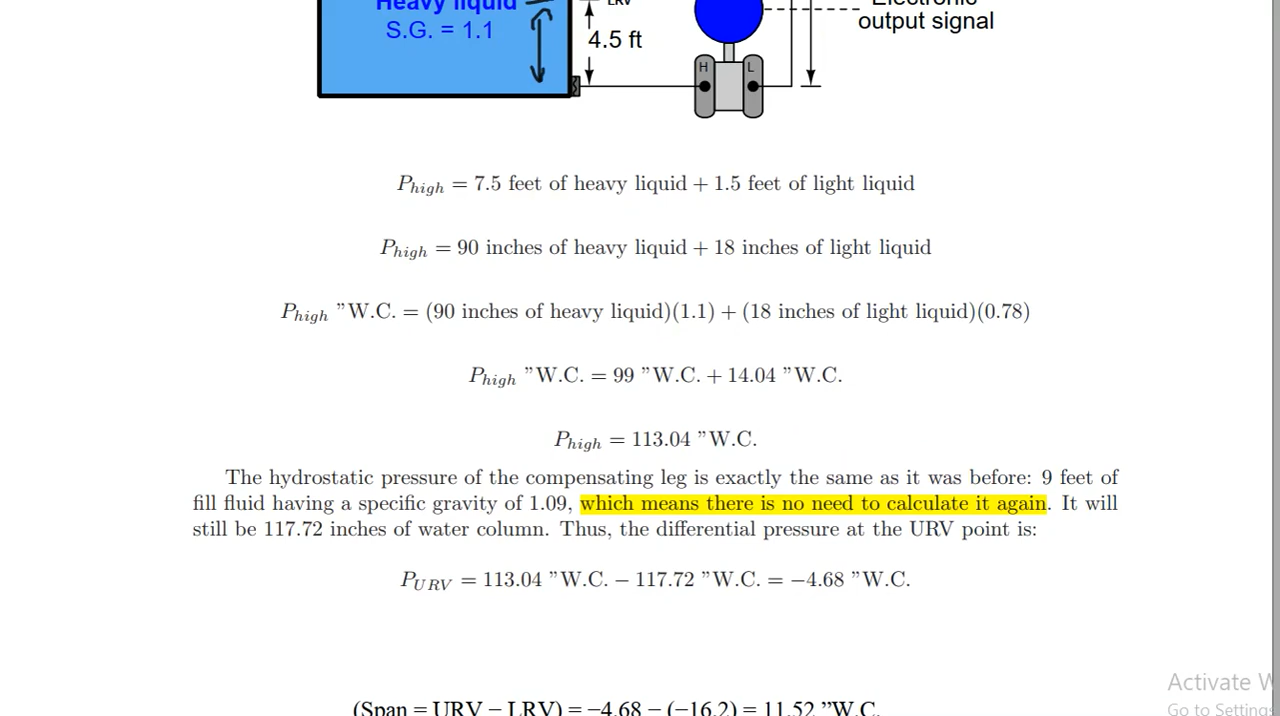 Heavy liquid
LRV
Electronic
S.G. = 1.1
output signal
4.5 ft
H L
P_high = 7.5 feet of heavy liquid + 1.5 feet of light liquid
P_high = 90 inches of heavy liquid + 18 inches of light liquid
P_high ”W.C. = (90 inches of heavy liquid)(1.1) + (18 inches of light liquid)(0.78)
P_high ”W.C. = 99 ”W.C. + 14.04 ”W.C.
P_high = 113.04 ”W.C.
The hydrostatic pressure of the compensating leg is exactly the same as it was before: 9 feet of
fill fluid having a specific gravity of 1.09, which means there is no need to calculate it again. It will
still be 117.72 inches of water column. Thus, the differential pressure at the URV point is:
P_URV = 113.04 ”W.C. − 117.72 ”W.C. = −4.68 ”W.C.
Activate W
Go to Settings
(Span = URV − LRV) = −4.68 − (−16.2) = 11.52 ”W.C.